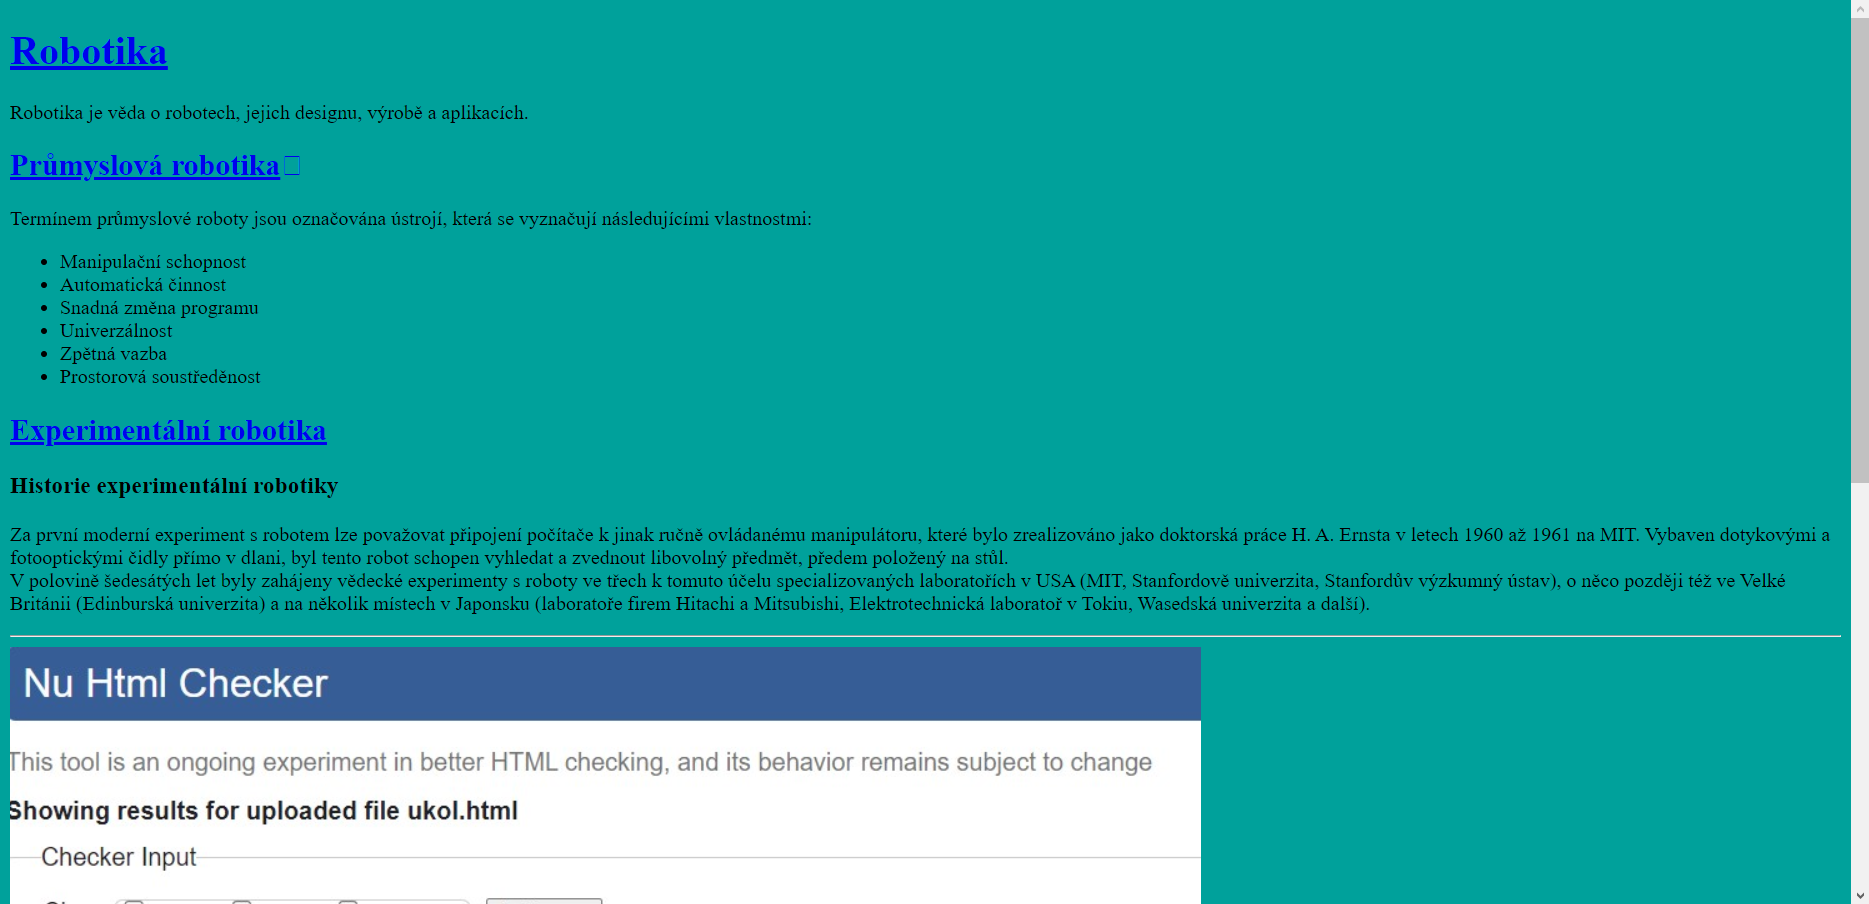 Robotika
Robotika je věda o robotech, jejich designu, výrobě a aplikacích.
Průmyslová robotika
Termínem průmyslové roboty jsou označována ústrojí, která se vyznačují následujícími vlastnostmi:
Manipulační schopnost
Automatická činnost
Snadná změna programu
Univerzálnost
Zpětná vazba
Prostorová soustředěnost
Experimentální robotika
Historie experimentální robotiky
Za první moderní experiment s robotem lze považovat připojení počítače k jinak ručně ovládanému manipulátoru, které bylo zrealizováno jako doktorská práce H. A. Ernsta v letech 1960 až 1961 na MIT. Vybaven dotykovými a
fotooptickými čidly přímo v dlani, byl tento robot schopen vyhledat a zvednout libovolný předmět, předem položený na stůl.
V polovině šedesátých let byly zahájeny vědecké experimenty s roboty ve třech k tomuto účelu specializovaných laboratořích v USA (MIT, Stanfordově univerzita, Stanfordův výzkumný ústav), o něco později též ve Velké
Británii (Edinburská univerzita) a na několik místech v Japonsku (laboratoře firem Hitachi a Mitsubishi, Elektrotechnická laboratoř v Tokiu, Wasedská univerzita a další).
Nu Html Checker
This tool is an ongoing experiment in better HTML checking, and its behavior remains subject to change
Showing results for uploaded file ukol.html
Checker Input